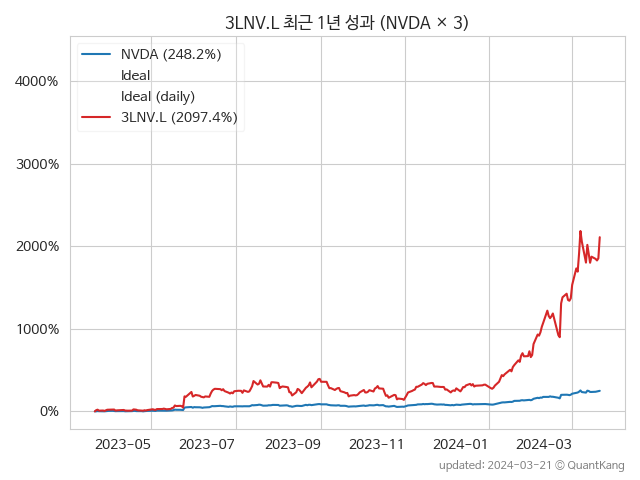 3LNV.L 최근 1년 성과 (NVDA × 3)
NVDA (248.2%)
Ideal
Ideal (daily)
3LNV.L (2097.4%)
4000%
3000%
2000%
1000%
0%
2023-05 2023-07 2023-09 2023-11 2024-01 2024-03
updated: 2024-03-21 © QuantKang